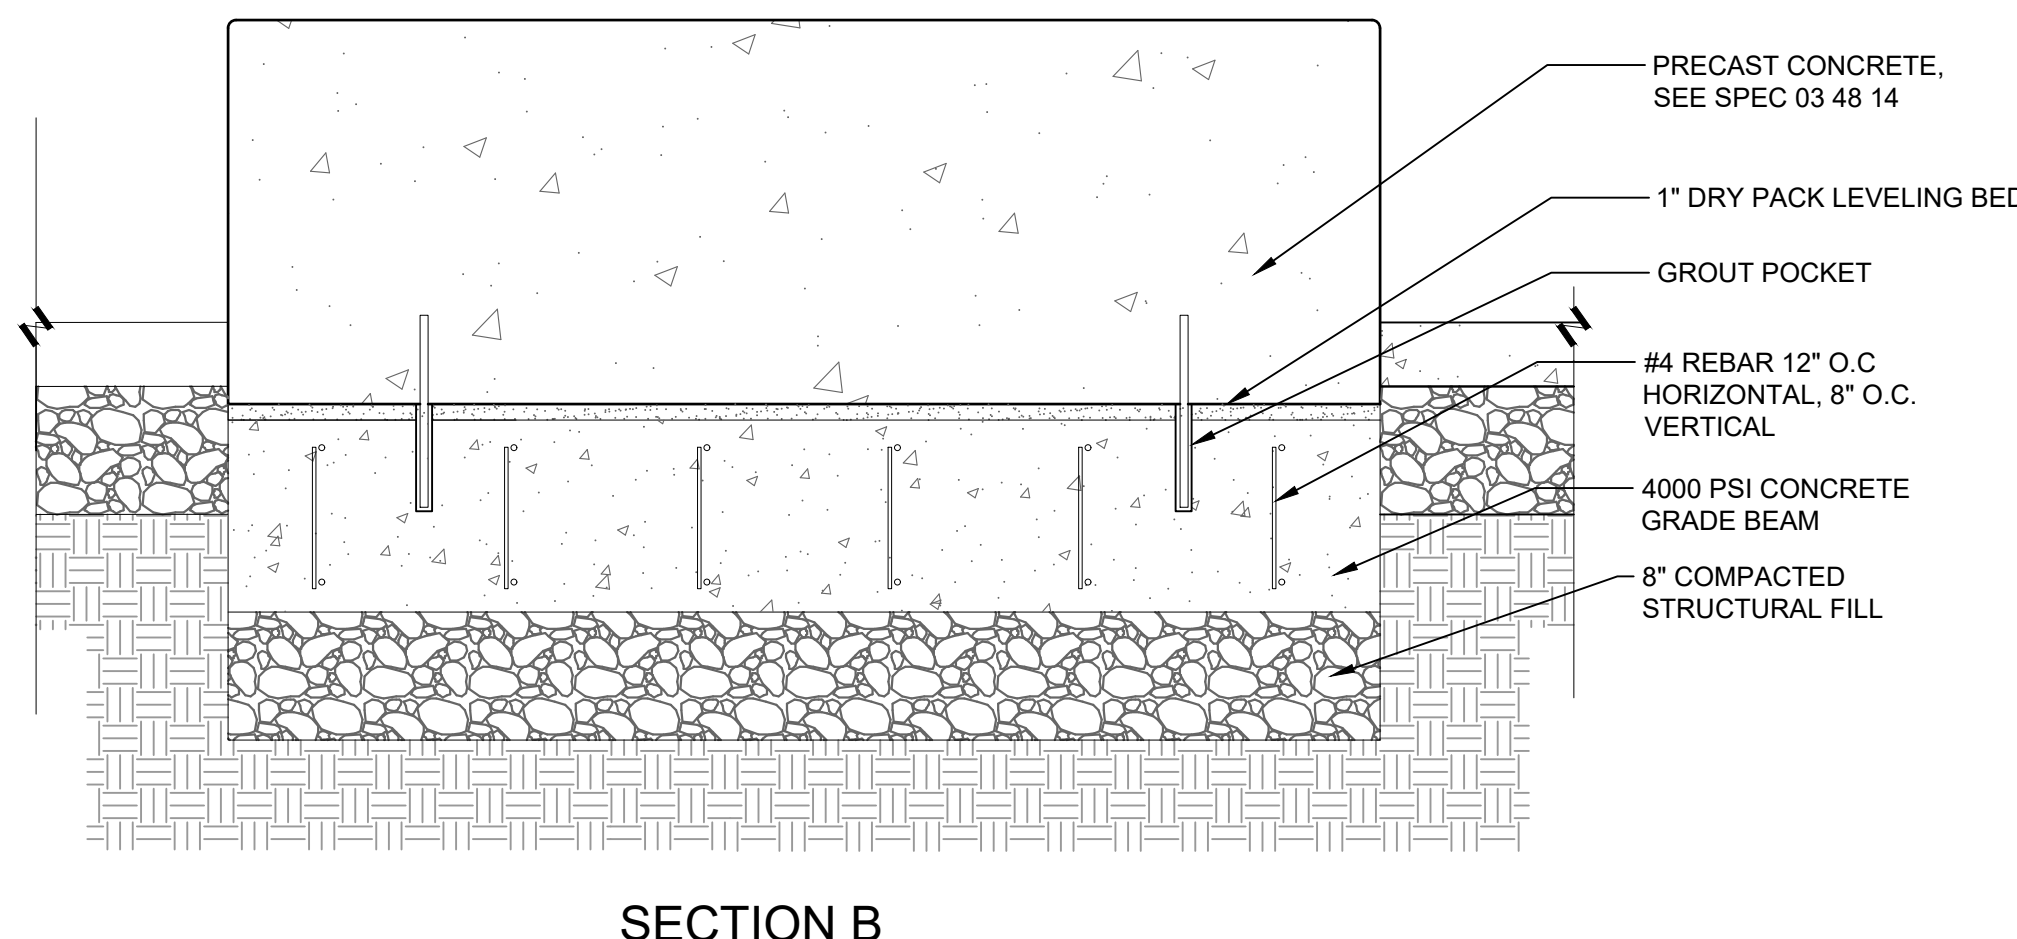 PRECAST CONCRETE,
SEE SPEC 03 48 14
1" DRY PACK LEVELING BED
GROUT POCKET
#4 REBAR 12" O.C
HORIZONTAL, 8" O.C.
VERTICAL
4000 PSI CONCRETE
GRADE BEAM
8" COMPACTED
STRUCTURAL FILL
SECTION B